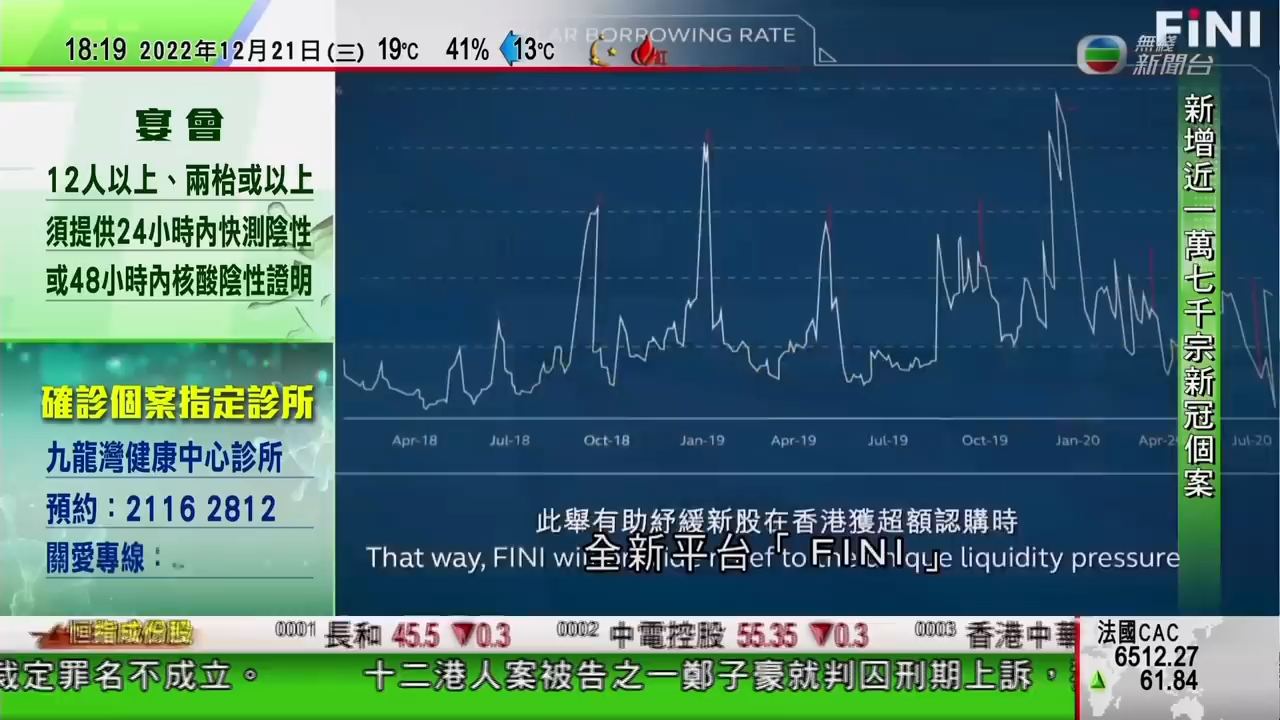 18:19 2022年12月21日(三) 19℃ 41% 13℃
AR BORROWING RATE
FiNI
無綫
新聞台
宴會
12人以上、兩枱或以上
須提供24小時內快測陰性
或48小時內核酸陰性證明
確診個案指定診所
九龍灣健康中心診所
預約：2116 2812
關愛專線：
Apr-18 Jul-18 Oct-18 Jan-19 Apr-19 Jul-19 Oct-19 Jan-20 Jul-20
新增近一萬七千宗新冠個案
此舉有助紓緩新股在香港獲超額認購時
全新平台「FINI」
That way, FINI to liquidity pressure
恒指成份股 0001 長和 45.5 ▼0.3 0002 中電控股 55.35 ▼0.3 0003 香港中華
法國CAC
6512.27
▲ 61.84
裁定罪名不成立。 十二港人案被告之一鄭子豪就判囚刑期上訴，